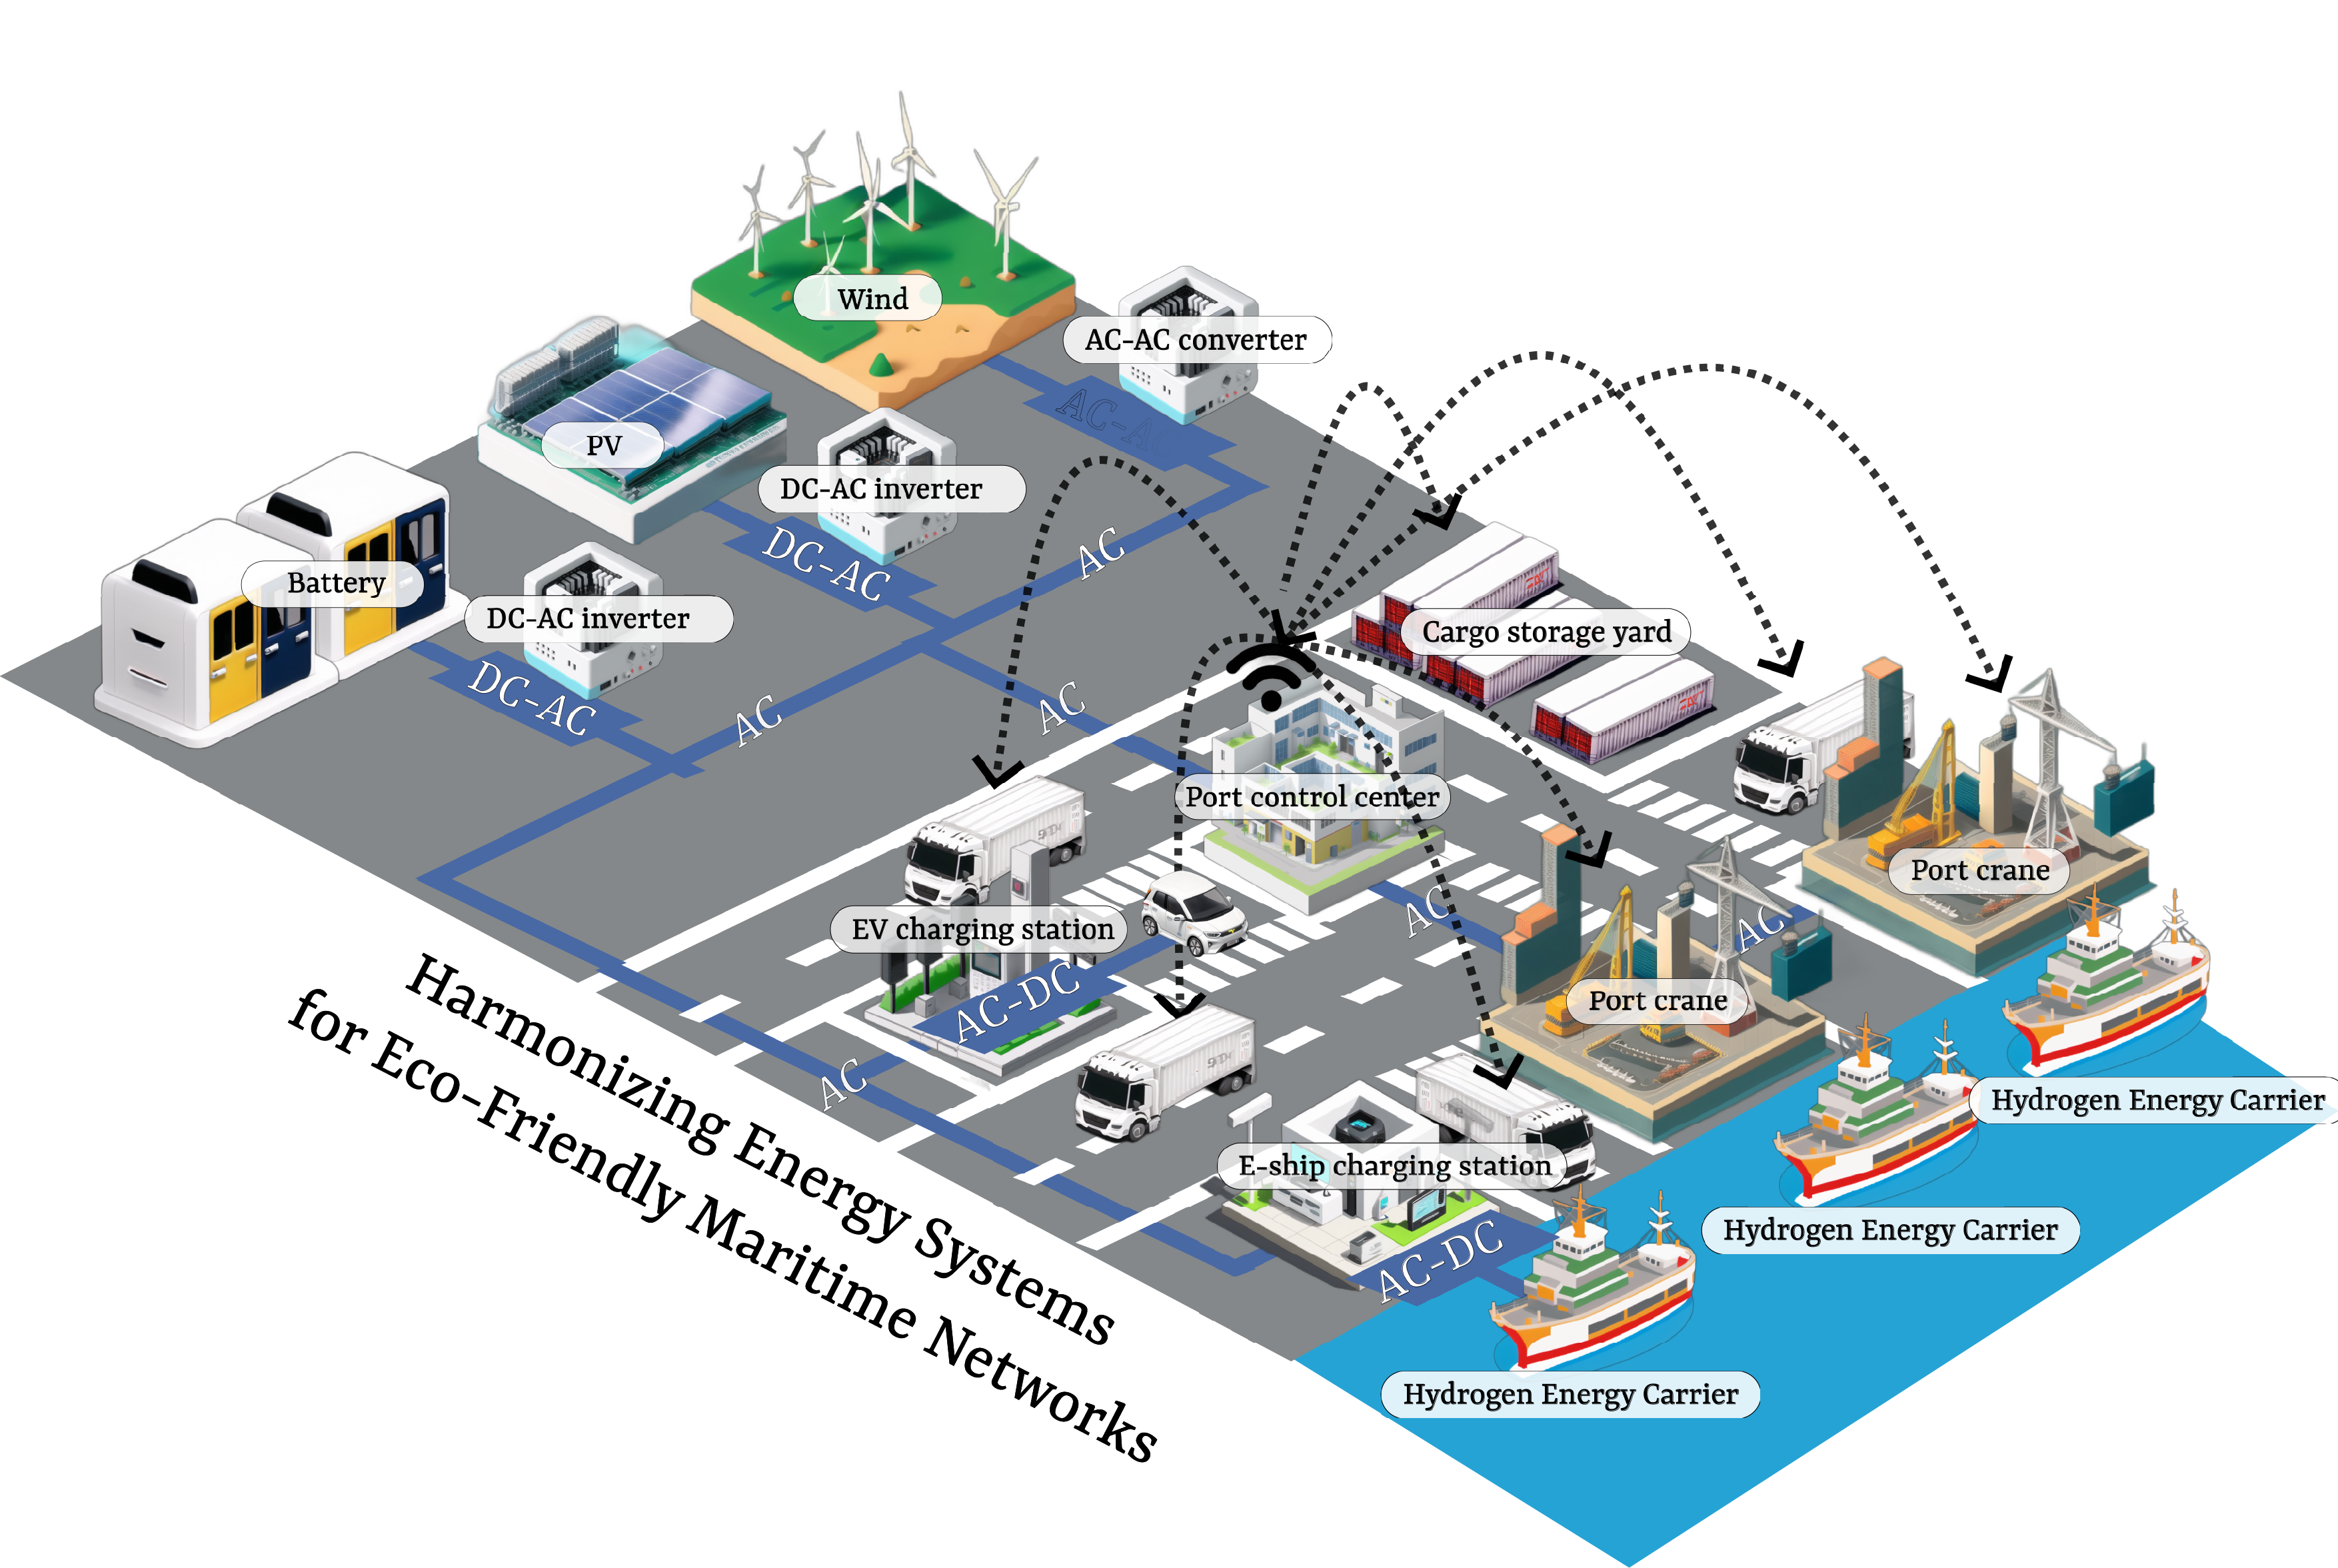 Wind
AC-AC converter
AC-AC
PV
DC-AC inverter
DC-AC
AC
Battery
DC-AC inverter
DC-AC
AC
AC
Cargo storage yard
Port control center
EV charging station
AC-DC
AC
AC
AC
Port crane
Port crane
E-ship charging station
AC-DC
Hydrogen Energy Carrier
Hydrogen Energy Carrier
Hydrogen Energy Carrier
Harmonizing Energy Systems
for Eco-Friendly Maritime Networks